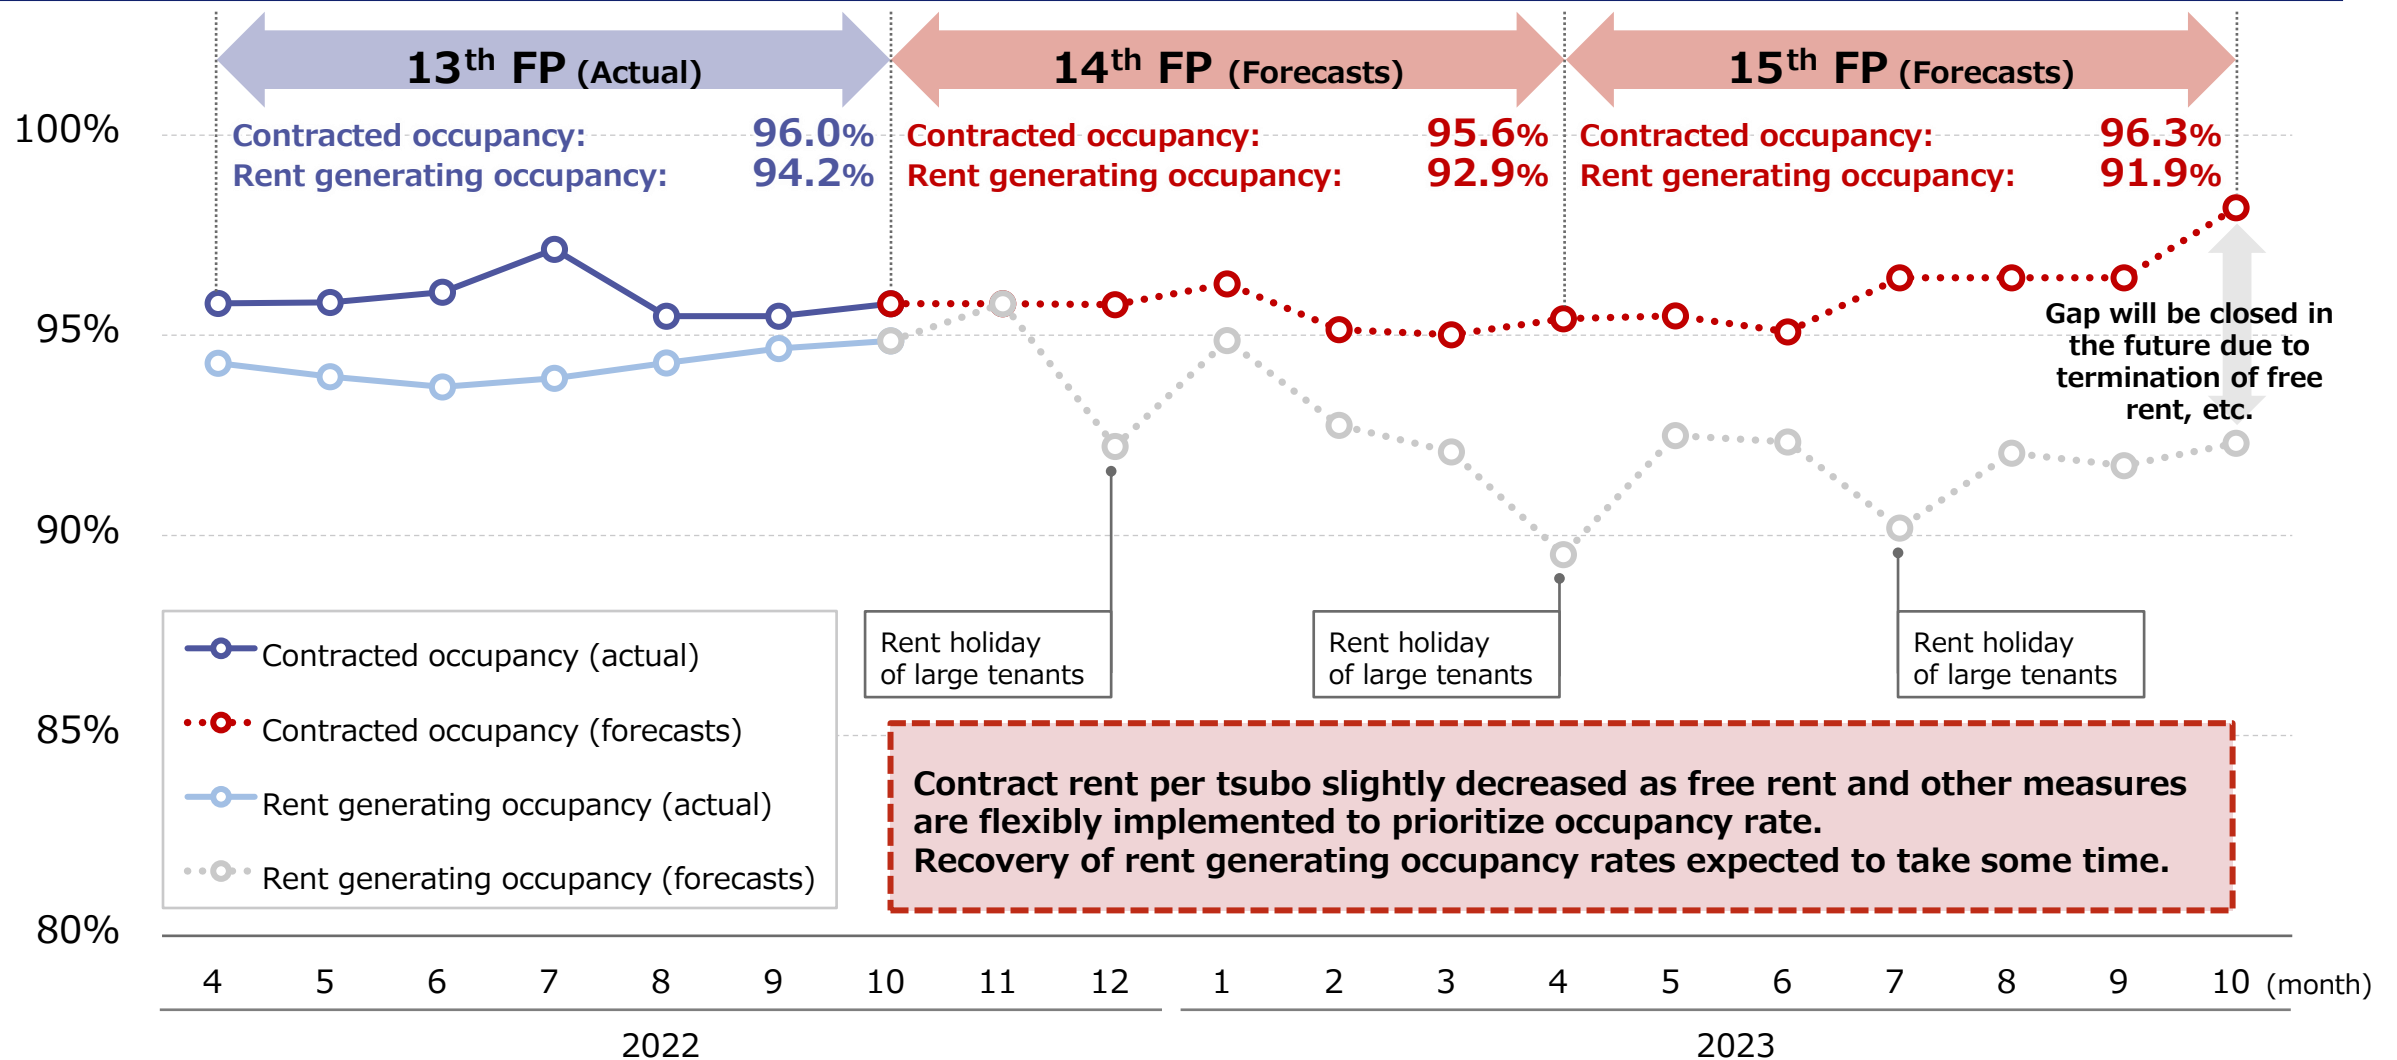 13th FP (Actual)
14th FP (Forecasts)
15th FP (Forecasts)
Contracted occupancy: 96.0%
Rent generating occupancy: 94.2%
Contracted occupancy: 95.6%
Rent generating occupancy: 92.9%
Contracted occupancy: 96.3%
Rent generating occupancy: 91.9%
100%
95%
90%
85%
80%
Gap will be closed in
the future due to
termination of free
rent, etc.
Rent holiday
of large tenants
Rent holiday
of large tenants
Rent holiday
of large tenants
Contracted occupancy (actual)
Contracted occupancy (forecasts)
Rent generating occupancy (actual)
Rent generating occupancy (forecasts)
Contract rent per tsubo slightly decreased as free rent and other measures
are flexibly implemented to prioritize occupancy rate.
Recovery of rent generating occupancy rates expected to take some time.
4 5 6 7 8 9 10 11 12 1 2 3 4 5 6 7 8 9 10 (month)
2022 2023